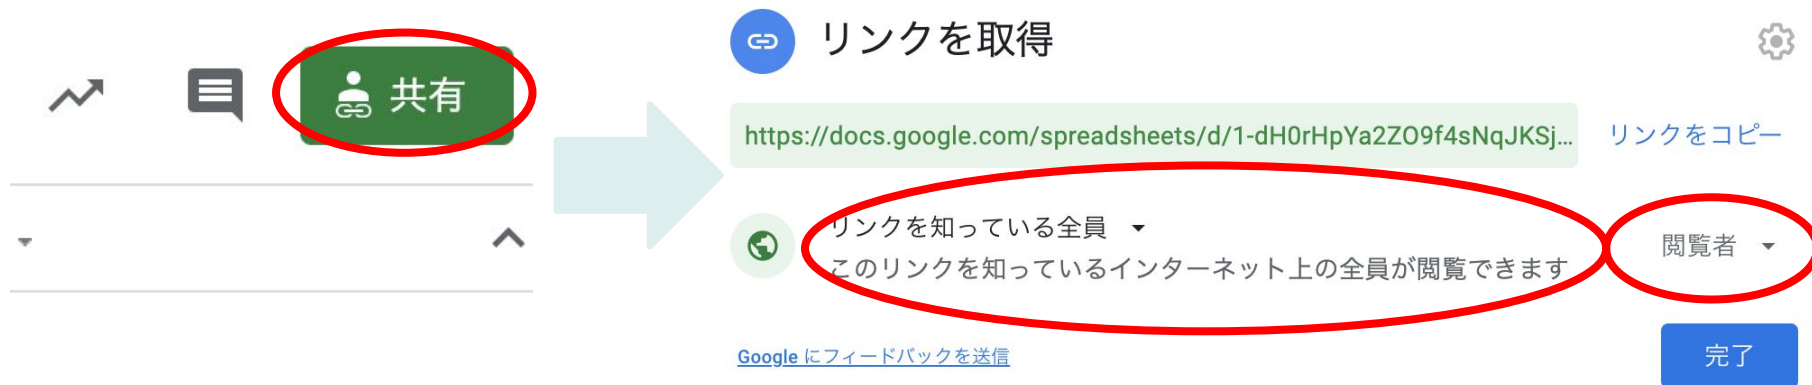 共有
リンクを取得
https://docs.google.com/spreadsheets/d/1-dH0rHpYa2ZO9f4sNqJKSj...
リンクをコピー
リンクを知っている全員
このリンクを知っているインターネット上の全員が閲覧できます
閲覧者
Google にフィードバックを送信
完了